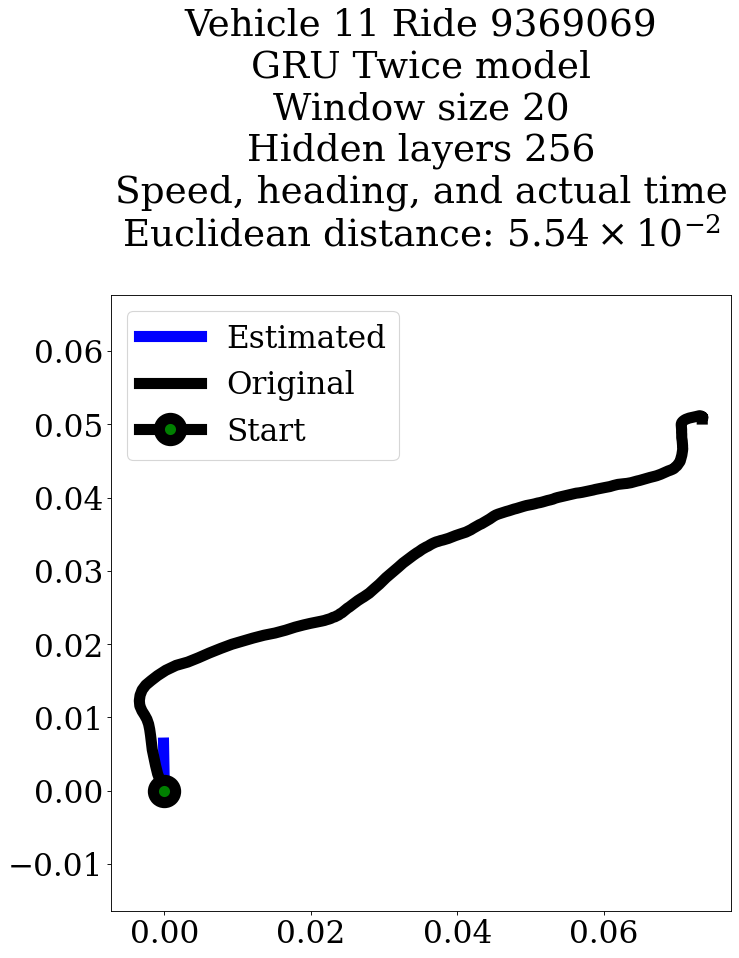 Vehicle 11 Ride 9369069
GRU Twice model
Window size 20
Hidden layers 256
Speed, heading, and actual time
Euclidean distance: 5.54 × 10⁻²
Estimated
Original
Start
0.06
0.05
0.04
0.03
0.02
0.01
0.00
−0.01
0.00 0.02 0.04 0.06